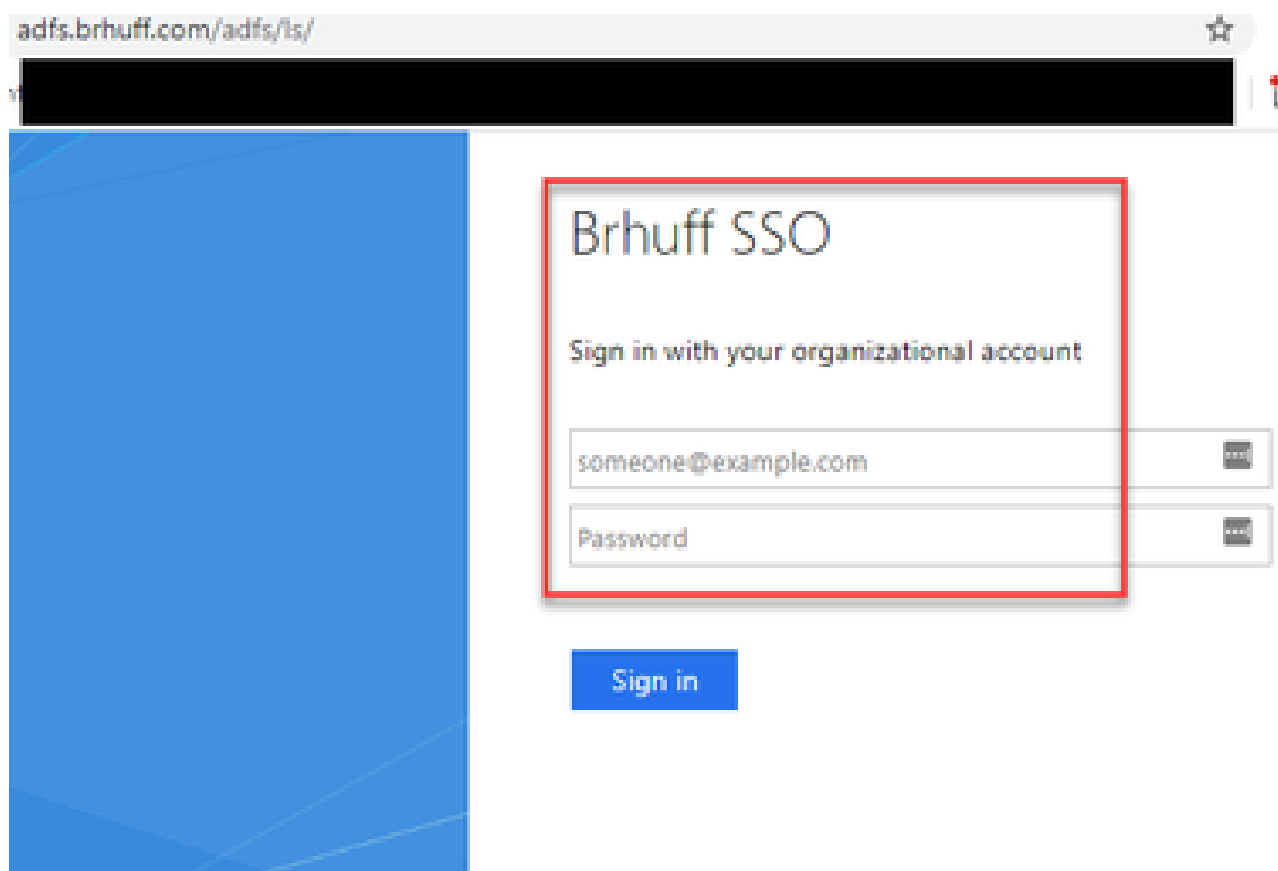 adfs.brhuff.com/adfs/ls/
Brhuff SSO
Sign in with your organizational account
someone@example.com
Password
Sign in